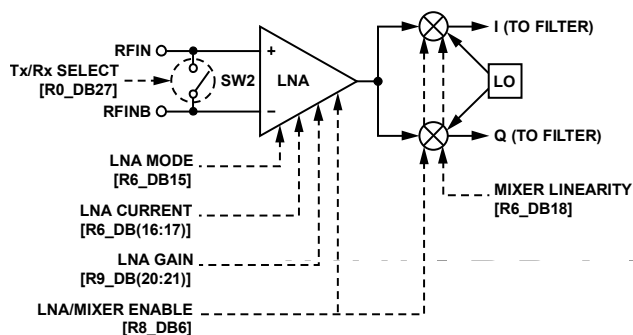 RFIN
Tx/Rx SELECT
[R0_DB27]
SW2
RFINB
+
LNA
−
I (TO FILTER)
LO
Q (TO FILTER)
LNA MODE
[R6_DB15]
MIXER LINEARITY
[R6_DB18]
LNA CURRENT
[R6_DB(16:17)]
LNA GAIN
[R9_DB(20:21)]
LNA/MIXER ENABLE
[R8_DB6]